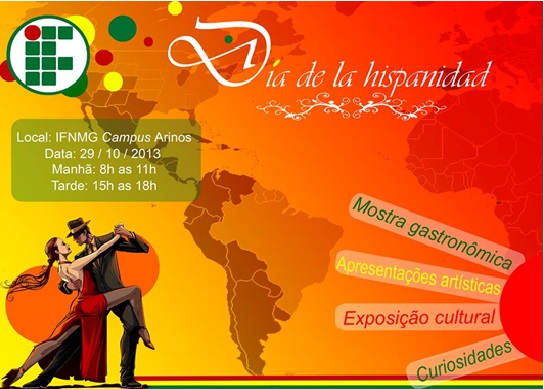 Día de la hispanidad
Local: IFNMG Campus Arinos
Data: 29 / 10 / 2013
Manhã: 8h as 11h
Tarde: 15h as 18h
Mostra gastronômica
Apresentações artísticas
Exposição cultural
Curiosidades